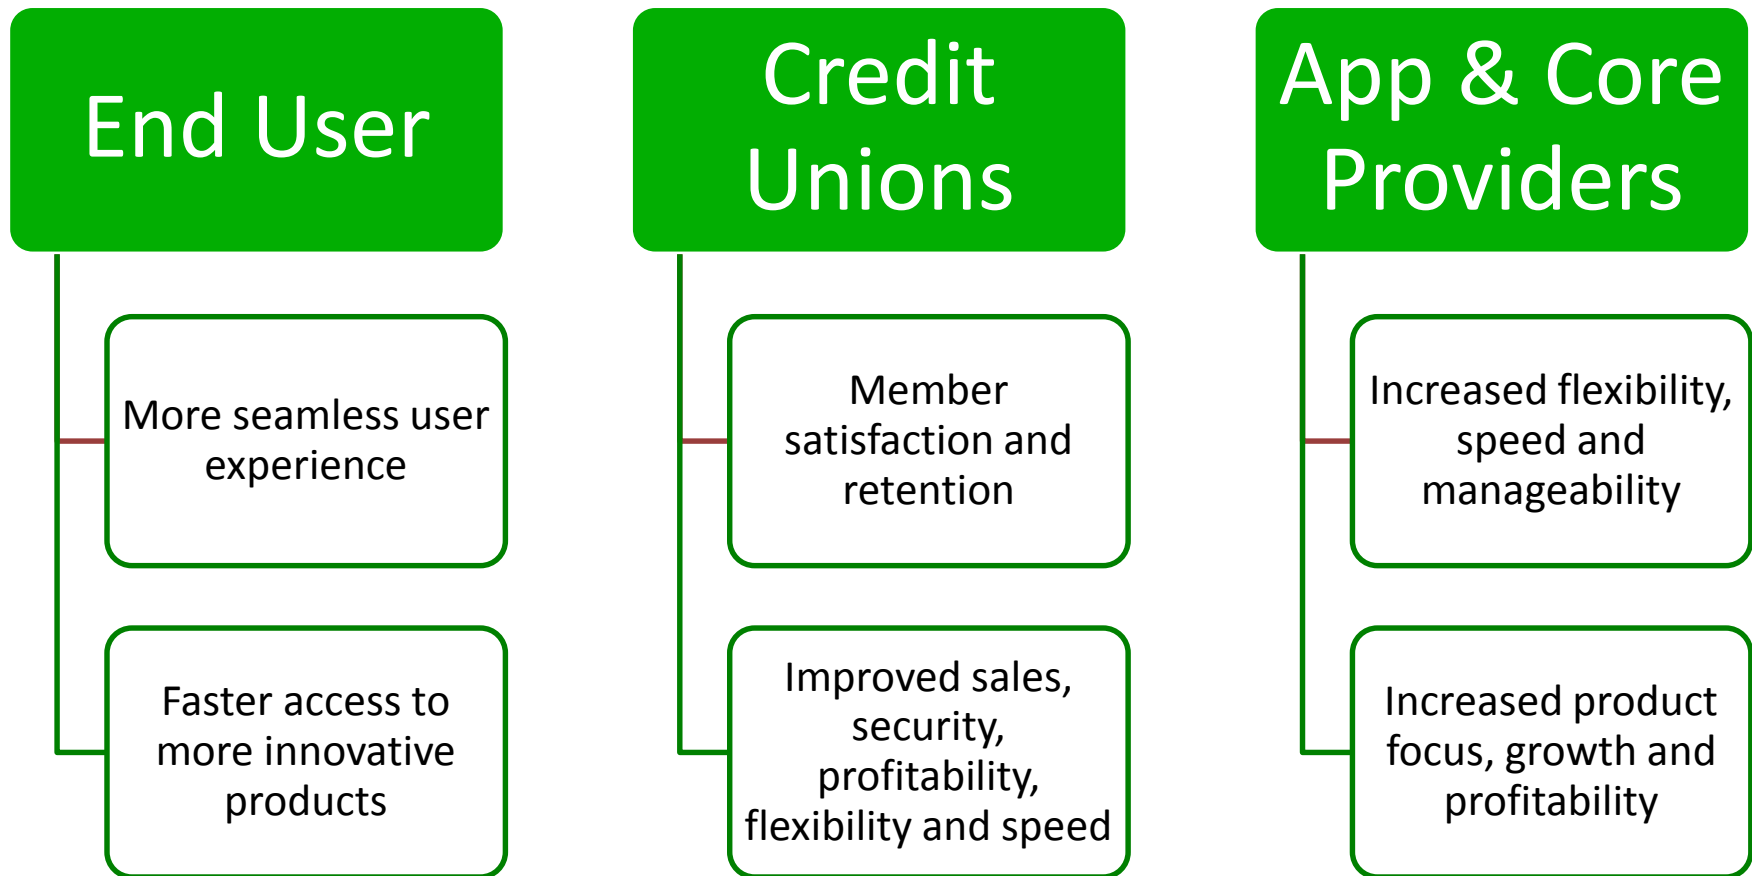 End User
More seamless user
experience
Faster access to
more innovative
products
Credit
Unions
Member
satisfaction and
retention
Improved sales,
security,
profitability,
flexibility and speed
App & Core
Providers
Increased flexibility,
speed and
manageability
Increased product
focus, growth and
profitability